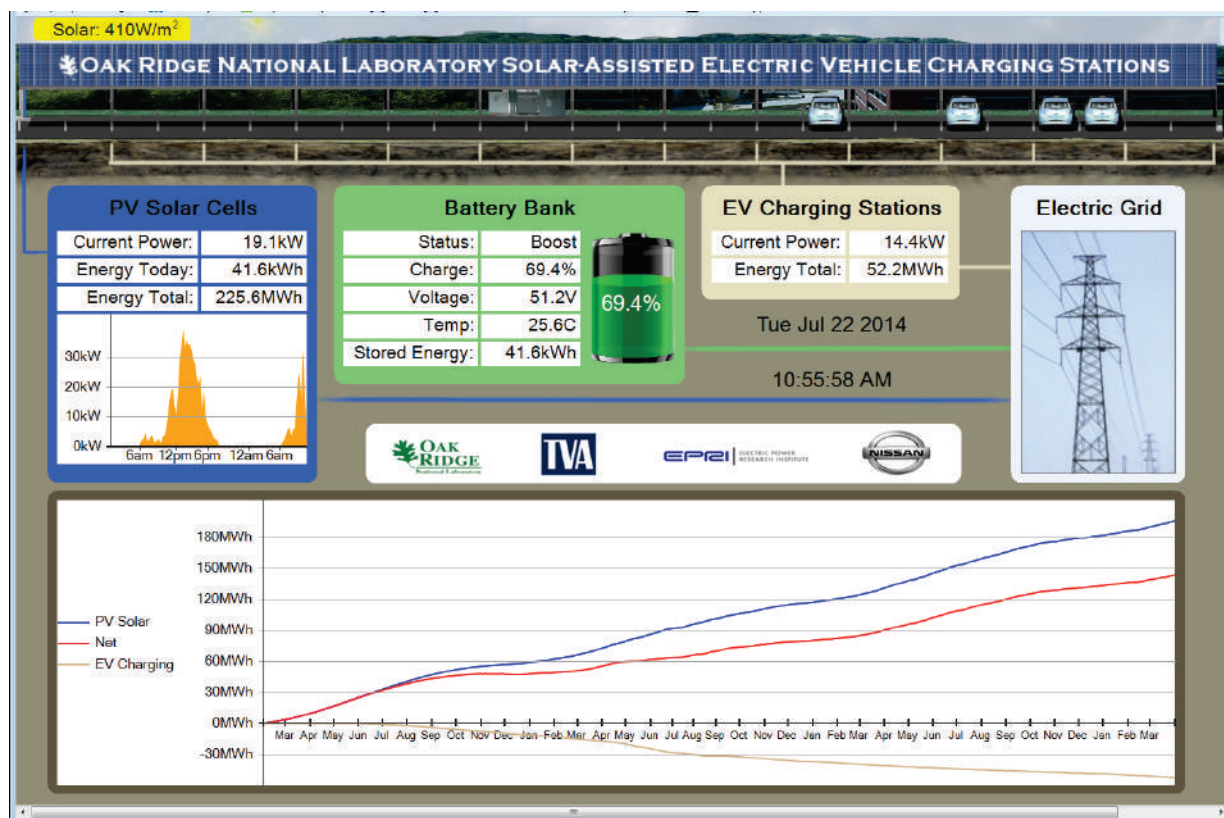 Solar: 410W/m²
OAK RIDGE NATIONAL LABORATORY SOLAR-ASSISTED ELECTRIC VEHICLE CHARGING STATIONS
PV Solar Cells
Current Power: 19.1kW
Energy Today: 41.6kWh
Energy Total: 225.6MWh
30kW
20kW
10kW
0kW
6am 12pm 6pm 12am 6am
Battery Bank
Status: Boost
Charge: 69.4%
Voltage: 51.2V
Temp: 25.6C
Stored Energy: 41.6kWh
69.4%
EV Charging Stations
Current Power: 14.4kW
Energy Total: 52.2MWh
Tue Jul 22 2014
10:55:58 AM
Electric Grid
OAK
RIDGE
National Laboratory
TVA
EPRI
ELECTRIC POWER
RESEARCH INSTITUTE
NISSAN
PV Solar
Net
EV Charging
180MWh
150MWh
120MWh
90MWh
60MWh
30MWh
0MWh
-30MWh
Mar Apr May Jun Jul Aug Sep Oct Nov Dec Jan Feb Mar Apr May Jun Jul Aug Sep Oct Nov Dec Jan Feb Mar Apr May Jun Jul Aug Sep Oct Nov Dec Jan Feb Mar